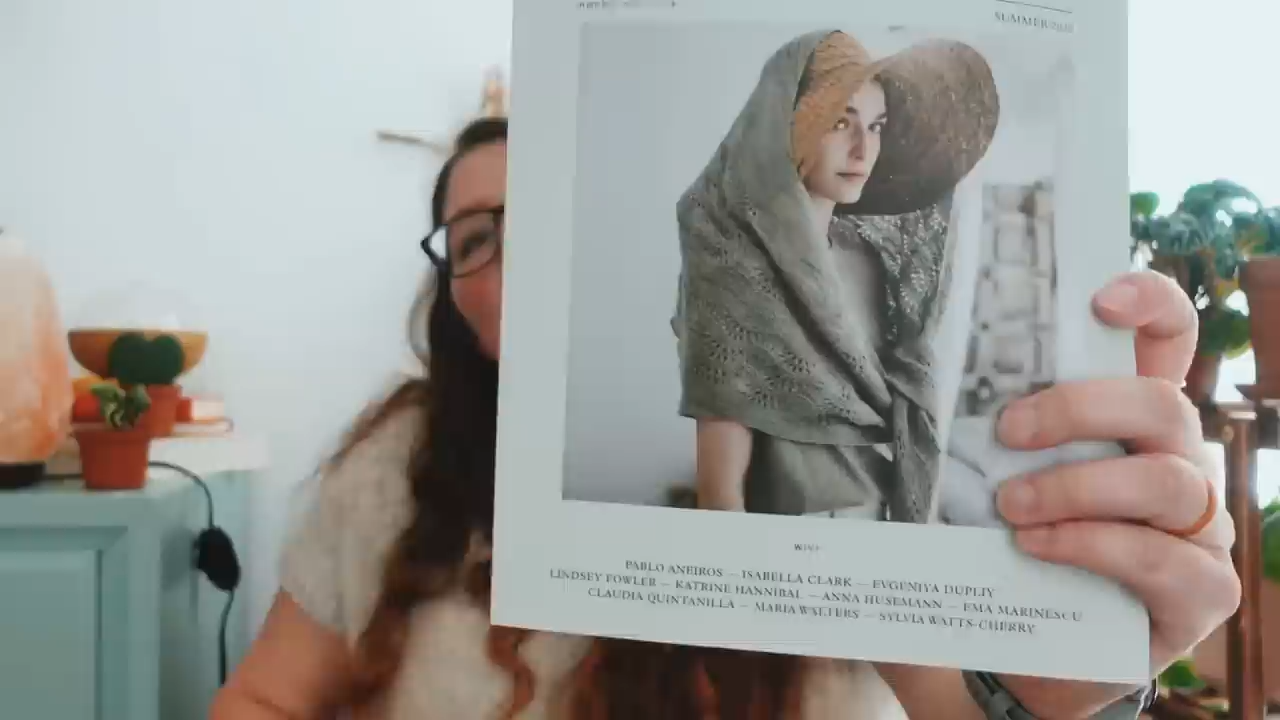 SUMMER
WITH
PABLO ANEIROS — ISABELLA CLARK — EVGENIYA DUPLIY
LINDSEY FOWLER — KATRINE HANNIBAL — ANNA HUSEMANN — EMA MARINESCU
CLAUDIA QUINTANILLA — MARIA WALTERS — SYLVIA WATTS-CHERRY